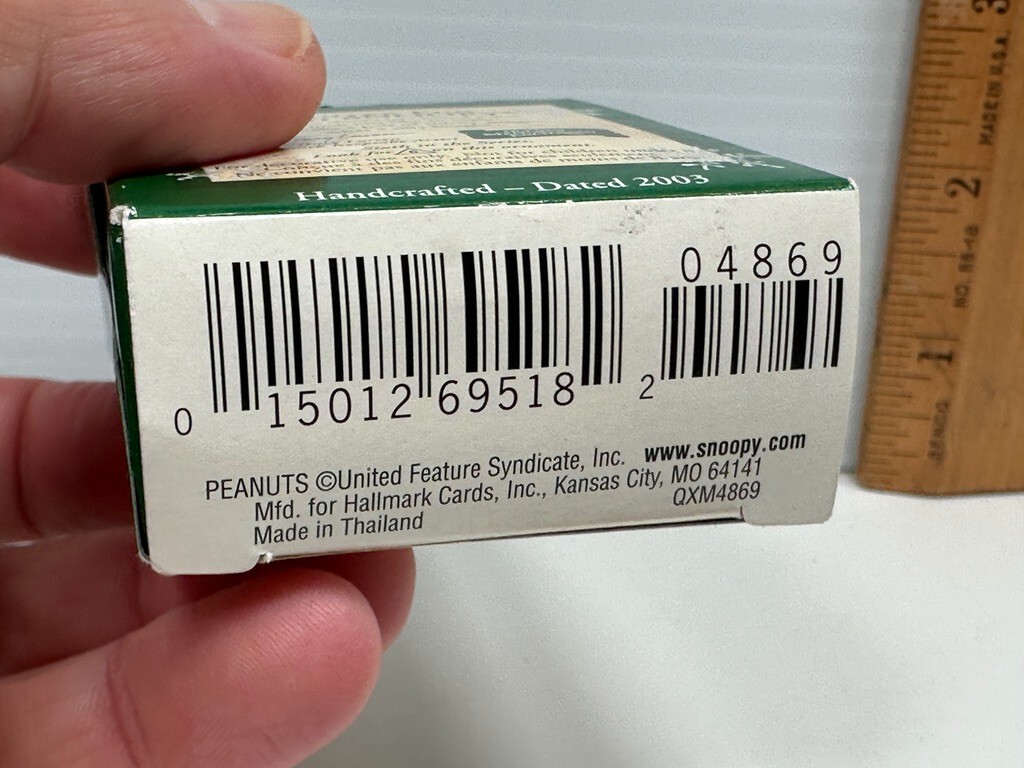 Handcrafted – Dated 2003
04869
0 15012 69518 2
PEANUTS ©United Feature Syndicate, Inc. www.snoopy.com
Mfd. for Hallmark Cards, Inc., Kansas City, MO 64141
Made in Thailand
QXM4869
3
2
1
MADE IN U.S.A.